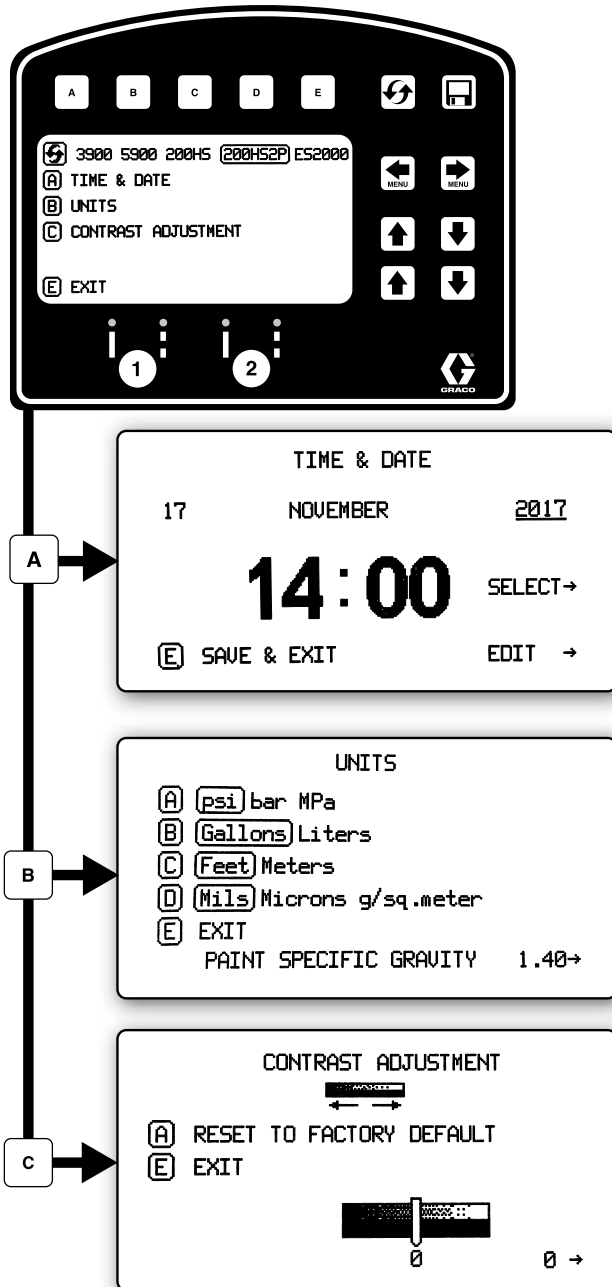 A B C D E
3900 5900 200HS 200HS2P ES2000
A TIME & DATE
B UNITS
C CONTRAST ADJUSTMENT
E EXIT
MENU MENU
1 2
GRACO
A
TIME & DATE
17 NOVEMBER 2017
14:00
SELECT→
E SAVE & EXIT EDIT →
B
UNITS
A psi bar MPa
B Gallons Liters
C Feet Meters
D Mils Microns g/sq.meter
E EXIT
PAINT SPECIFIC GRAVITY 1.40→
C
CONTRAST ADJUSTMENT
A RESET TO FACTORY DEFAULT
E EXIT
0 0 →